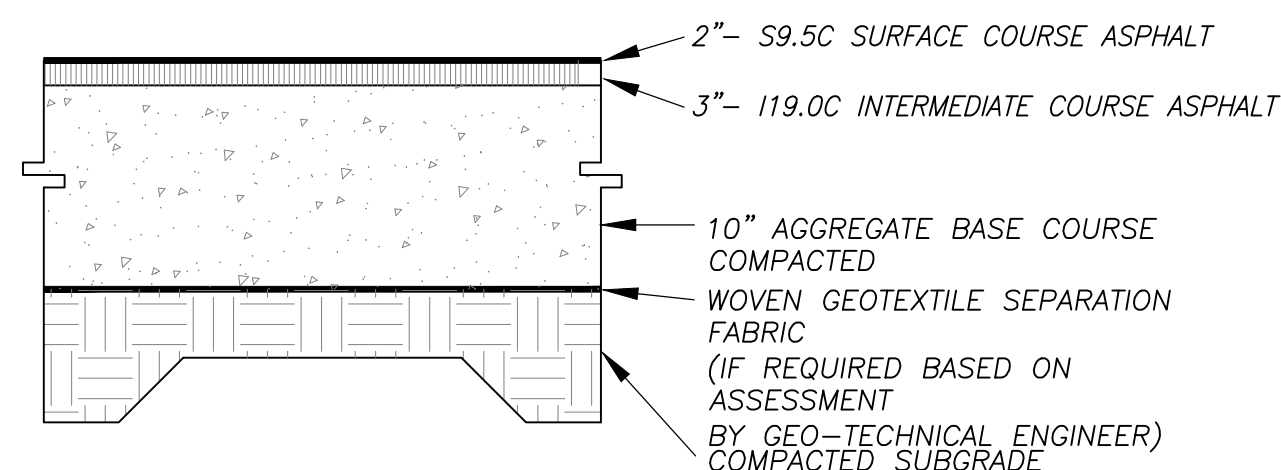 2"- S9.5C SURFACE COURSE ASPHALT
3"- I19.0C INTERMEDIATE COURSE ASPHALT
10" AGGREGATE BASE COURSE
COMPACTED
WOVEN GEOTEXTILE SEPARATION
FABRIC
(IF REQUIRED BASED ON
ASSESSMENT
BY GEO-TECHNICAL ENGINEER)
COMPACTED SUBGRADE